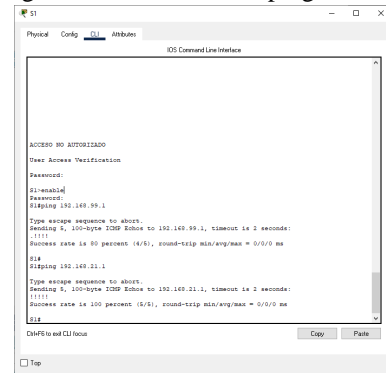 S1
Physical Config CLI Attributes
IOS Command Line Interface
ACCESO NO AUTORIZADO
User Access Verification
Password:
S1>enable
Password:
S1#ping 192.168.99.1
Type escape sequence to abort.
Sending 5, 100-byte ICMP Echos to 192.168.99.1, timeout is 2 seconds:
.!!!!
Success rate is 80 percent (4/5), round-trip min/avg/max = 0/0/0 ms
S1#
S1#ping 192.168.21.1
Type escape sequence to abort.
Sending 5, 100-byte ICMP Echos to 192.168.21.1, timeout is 2 seconds:
!!!!!
Success rate is 100 percent (5/5), round-trip min/avg/max = 0/0/0 ms
S1#
Ctrl+F6 to exit CLI focus
Copy Paste
Top